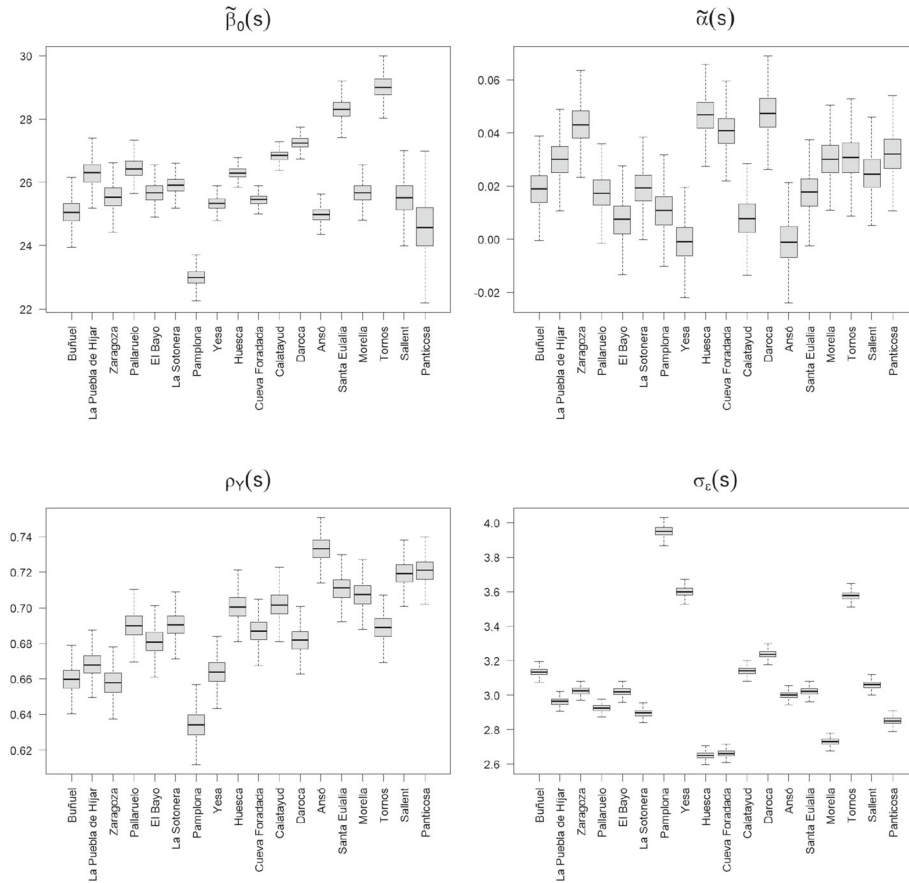 β̃₀(s)
30
28
26
24
22
Buñuel
La Puebla de Híjar
Zaragoza
Pallaruelo
El Bayo
La Sotonera
Pamplona
Yesa
Huesca
Cueva Foradada
Calatayud
Daroca
Ansó
Santa Eulalia
Morella
Tornos
Sallent
Panticosa
α̃(s)
0.06
0.04
0.02
0.00
-0.02
Buñuel
La Puebla de Híjar
Zaragoza
Pallaruelo
El Bayo
La Sotonera
Pamplona
Yesa
Huesca
Cueva Foradada
Calatayud
Daroca
Ansó
Santa Eulalia
Morella
Tornos
Sallent
Panticosa
ρY(s)
0.74
0.72
0.70
0.68
0.66
0.64
0.62
Buñuel
La Puebla de Híjar
Zaragoza
Pallaruelo
El Bayo
La Sotonera
Pamplona
Yesa
Huesca
Cueva Foradada
Calatayud
Daroca
Ansó
Santa Eulalia
Morella
Tornos
Sallent
Panticosa
σε(s)
4.0
3.8
3.6
3.4
3.2
3.0
2.8
2.6
Buñuel
La Puebla de Híjar
Zaragoza
Pallaruelo
El Bayo
La Sotonera
Pamplona
Yesa
Huesca
Cueva Foradada
Calatayud
Daroca
Ansó
Santa Eulalia
Morella
Tornos
Sallent
Panticosa